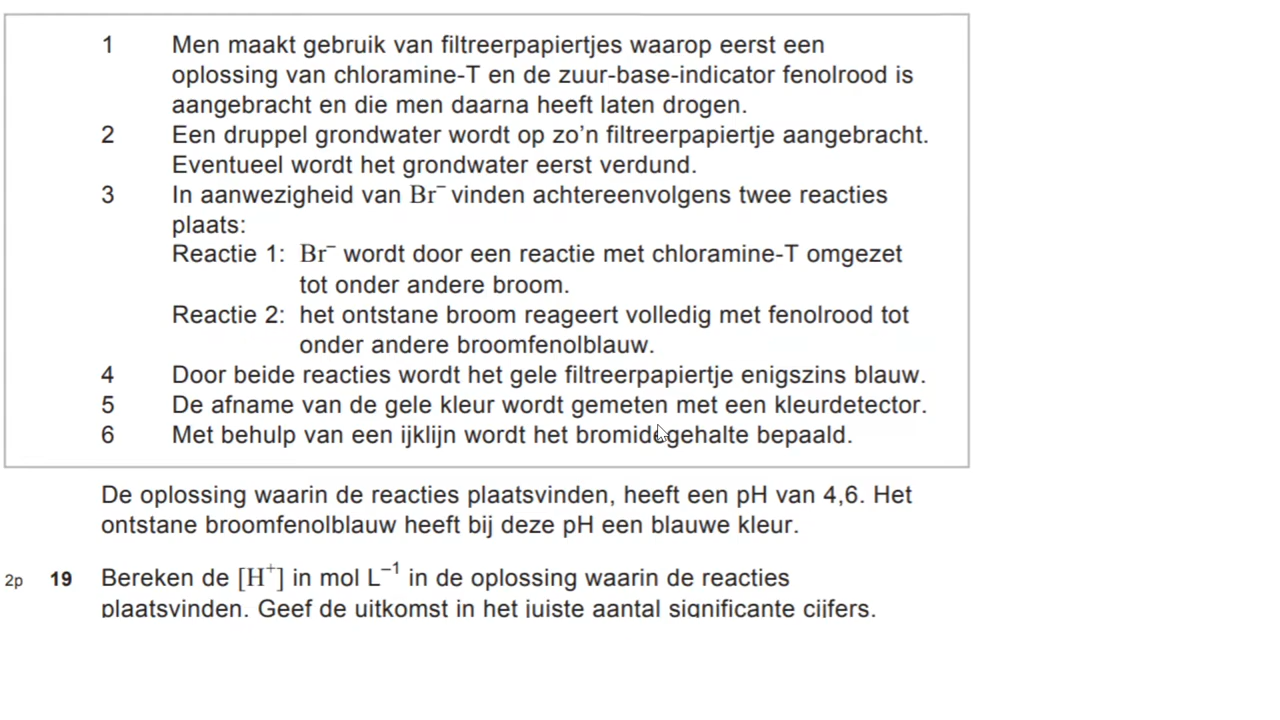 1 Men maakt gebruik van filtreerpapiertjes waarop eerst een
oplossing van chloramine-T en de zuur-base-indicator fenolrood is
aangebracht en die men daarna heeft laten drogen.
2 Een druppel grondwater wordt op zo’n filtreerpapiertje aangebracht.
Eventueel wordt het grondwater eerst verdund.
3 In aanwezigheid van Br⁻ vinden achtereenvolgens twee reacties
plaats:
Reactie 1: Br⁻ wordt door een reactie met chloramine-T omgezet
tot onder andere broom.
Reactie 2: het ontstane broom reageert volledig met fenolrood tot
onder andere broomfenolblauw.
4 Door beide reacties wordt het gele filtreerpapiertje enigszins blauw.
5 De afname van de gele kleur wordt gemeten met een kleurdetector.
6 Met behulp van een ijklijn wordt het bromidegehalte bepaald.
De oplossing waarin de reacties plaatsvinden, heeft een pH van 4,6. Het
ontstane broomfenolblauw heeft bij deze pH een blauwe kleur.
2p 19 Bereken de [H⁺] in mol L⁻¹ in de oplossing waarin de reacties
plaatsvinden. Geef de uitkomst in het juiste aantal significante cijfers.